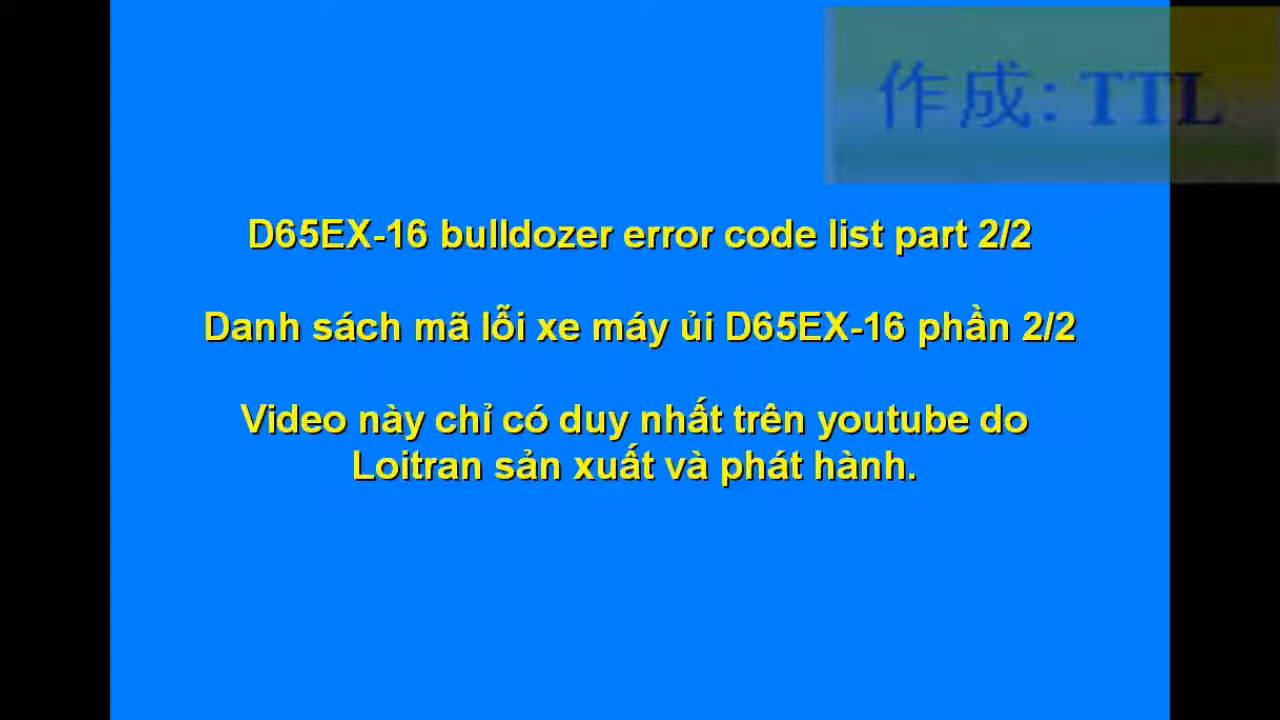 作成: TTL
D65EX-16 bulldozer error code list part 2/2
Danh sách mã lỗi xe máy ủi D65EX-16 phần 2/2
Video này chỉ có duy nhất trên youtube do
Loitran sản xuất và phát hành.